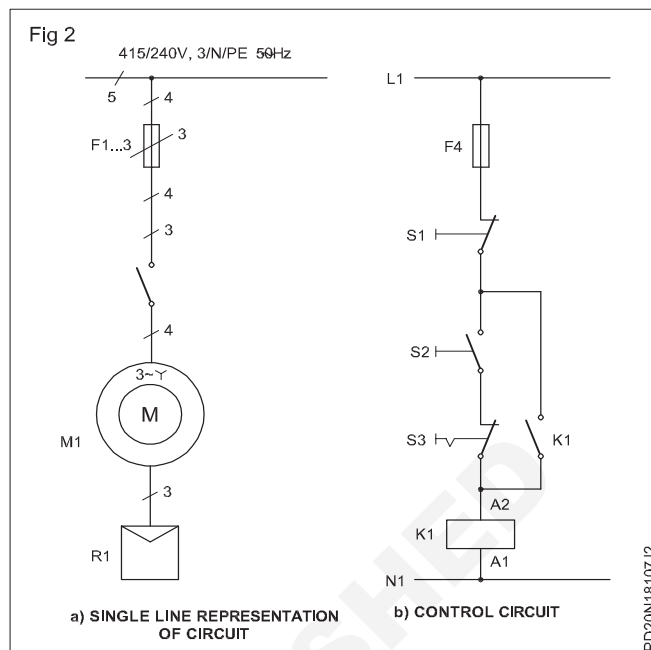 Fig 2
415/240V, 3/N/PE 50Hz
5
4
F1...3
3
4
3
4
3~
M
M1
3
R1
a) SINGLE LINE REPRESENTATION
OF CIRCUIT
L1
F4
S1
S2
S3
K1
A2
K1
A1
N1
b) CONTROL CIRCUIT
SHED